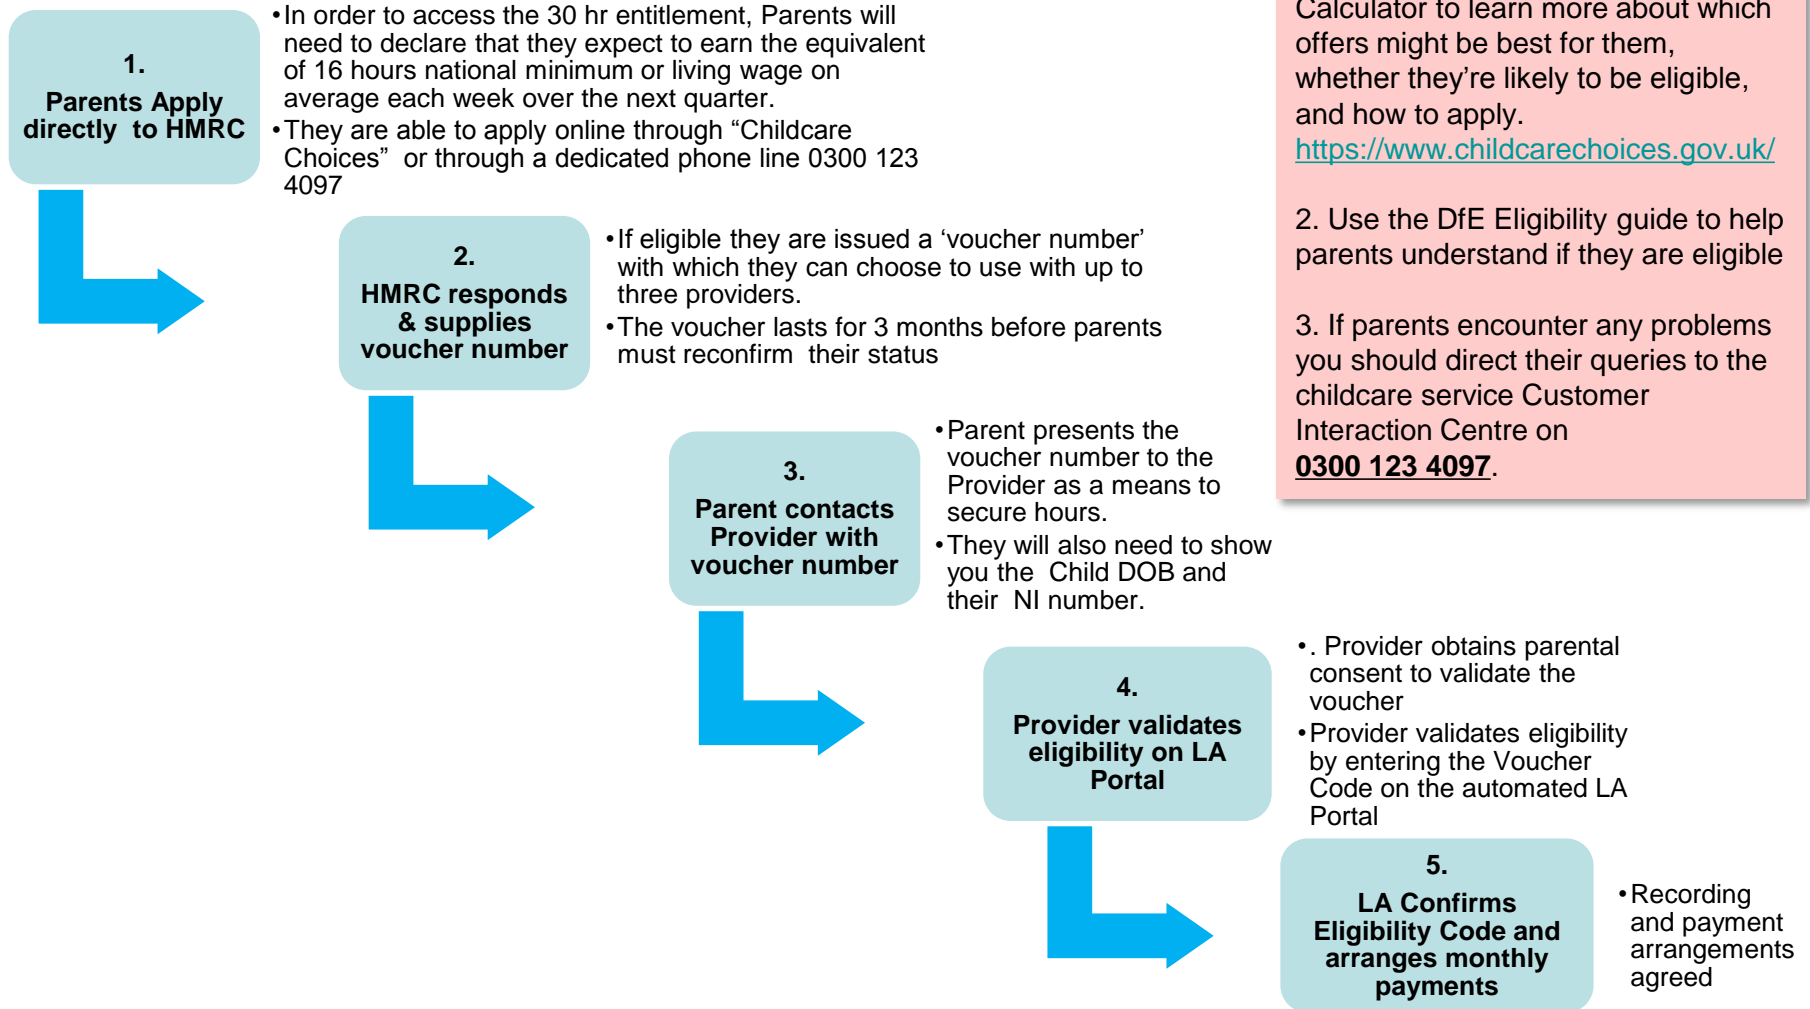 1.
Parents Apply
directly to HMRC
•In order to access the 30 hr entitlement, Parents will
need to declare that they expect to earn the equivalent
of 16 hours national minimum or living wage on
average each week over the next quarter.
•They are able to apply online through “Childcare
Choices” or through a dedicated phone line 0300 123
4097
2.
HMRC responds
& supplies
voucher number
•If eligible they are issued a ‘voucher number’
with which they can choose to use with up to
three providers.
•The voucher lasts for 3 months before parents
must reconfirm their status
3.
Parent contacts
Provider with
voucher number
•Parent presents the
voucher number to the
Provider as a means to
secure hours.
•They will also need to show
you the Child DOB and
their NI number.
4.
Provider validates
eligibility on LA
Portal
•. Provider obtains parental
consent to validate the
voucher
•Provider validates eligibility
by entering the Voucher
Code on the automated LA
Portal
5.
LA Confirms
Eligibility Code and
arranges monthly
payments
•Recording
and payment
arrangements
agreed
Calculator to learn more about which
offers might be best for them,
whether they’re likely to be eligible,
and how to apply.
https://www.childcarechoices.gov.uk/
2. Use the DfE Eligibility guide to help
parents understand if they are eligible
3. If parents encounter any problems
you should direct their queries to the
childcare service Customer
Interaction Centre on
0300 123 4097.